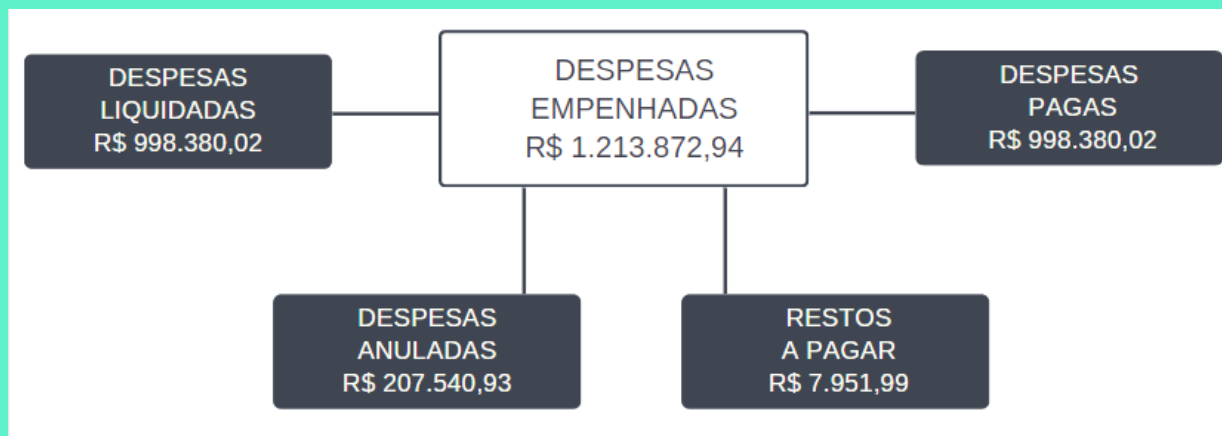 DESPESAS
LIQUIDADAS
R$ 998.380,02
DESPESAS
EMPENHADAS
R$ 1.213.872,94
DESPESAS
PAGAS
R$ 998.380,02
DESPESAS
ANULADAS
R$ 207.540,93
RESTOS
A PAGAR
R$ 7.951,99